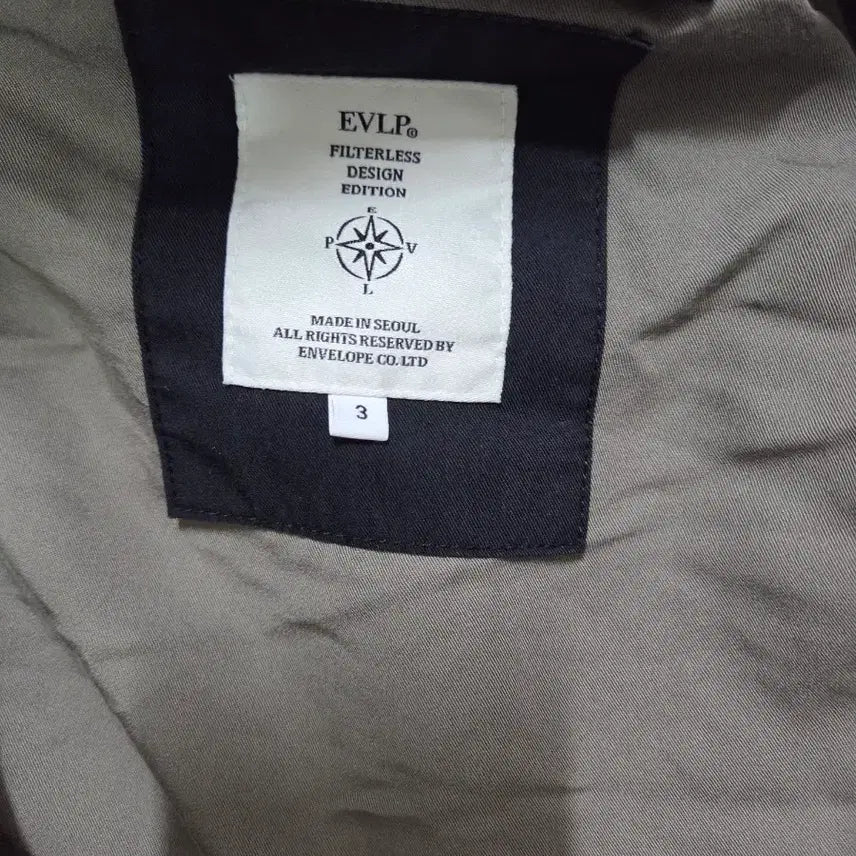 EVLP®
FILTERLESS
DESIGN
EDITION
E
P V
L
MADE IN SEOUL
ALL RIGHTS RESERVED BY
ENVELOPE CO. LTD
3